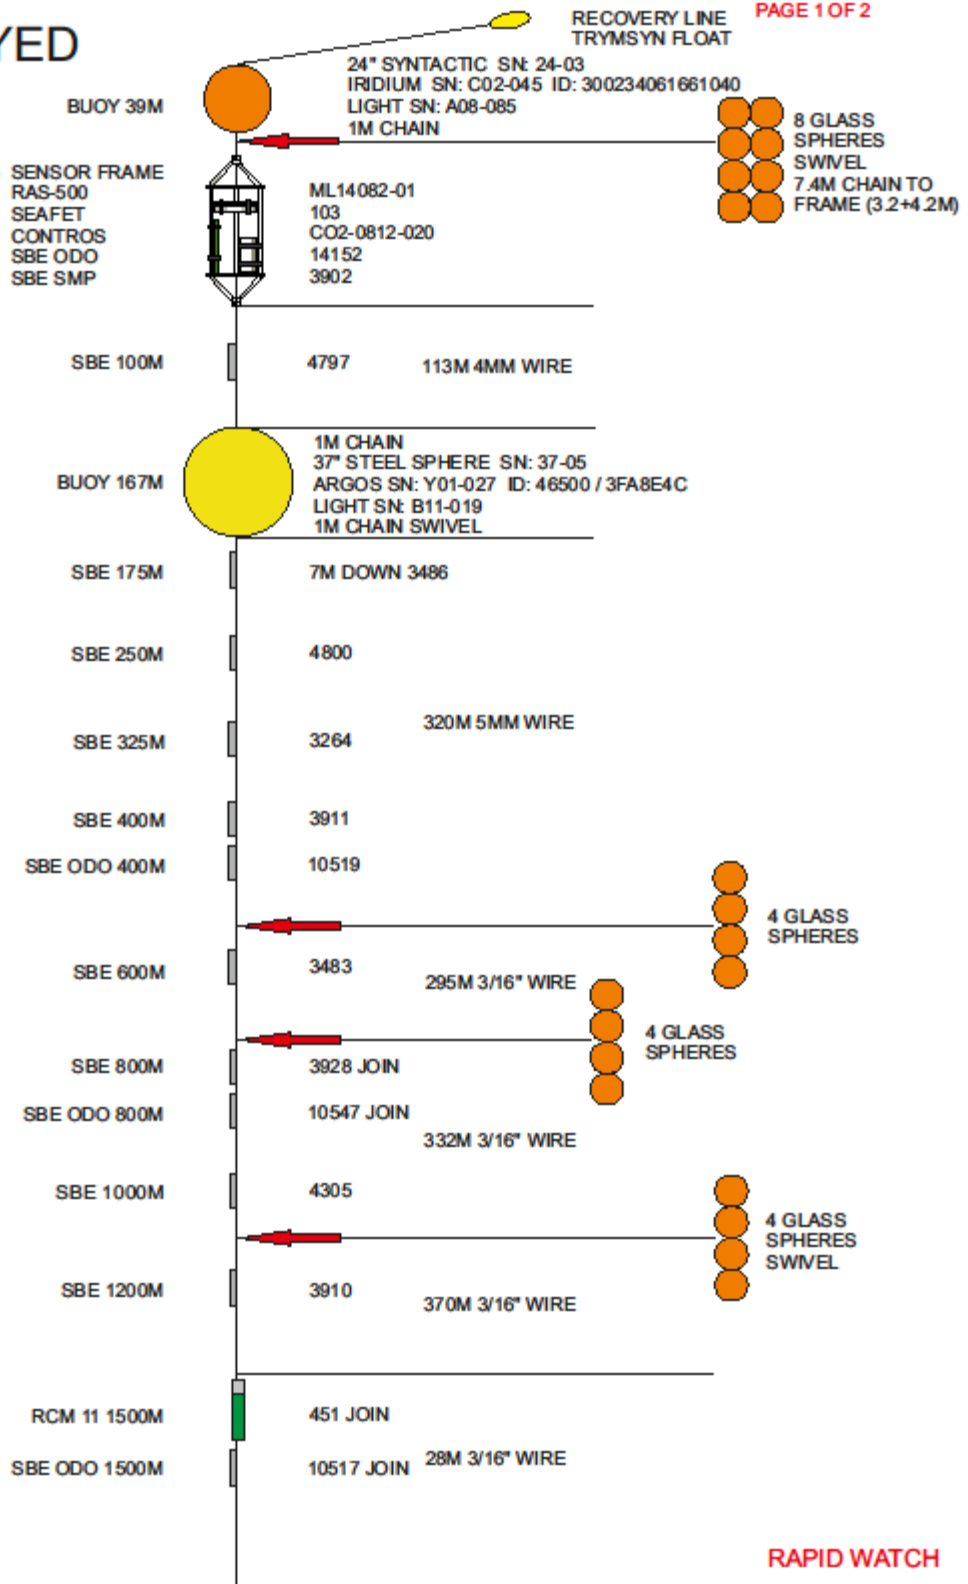 PAGE 1 OF 2
RECOVERY LINE
TRYMSYN FLOAT
YED
24" SYNTACTIC SN: 24-03
IRIDIUM SN: C02-045 ID: 300234061661040
BUOY 39M
LIGHT SN: A08-085
1M CHAIN
8 GLASS
SPHERES
SWIVEL
7.4M CHAIN TO
FRAME (3.2+4.2M)
SENSOR FRAME
RAS-500 ML14082-01
SEAFET 103
CONTROS CO2-0812-020
SBE ODO 14152
SBE SMP 3902
SBE 100M 4797 113M 4MM WIRE
1M CHAIN
37" STEEL SPHERE SN: 37-05
BUOY 167M ARGOS SN: Y01-027 ID: 46500 / 3FA8E4C
LIGHT SN: B11-019
1M CHAIN SWIVEL
SBE 175M 7M DOWN 3486
SBE 250M 4800
320M 5MM WIRE
SBE 325M 3264
SBE 400M 3911
SBE ODO 400M 10519
4 GLASS
SPHERES
SBE 600M 3483
295M 3/16" WIRE
4 GLASS
SPHERES
SBE 800M 3928 JOIN
SBE ODO 800M 10547 JOIN
332M 3/16" WIRE
SBE 1000M 4305
4 GLASS
SPHERES
SWIVEL
SBE 1200M 3910
370M 3/16" WIRE
RCM 11 1500M 451 JOIN
28M 3/16" WIRE
SBE ODO 1500M 10517 JOIN
RAPID WATCH